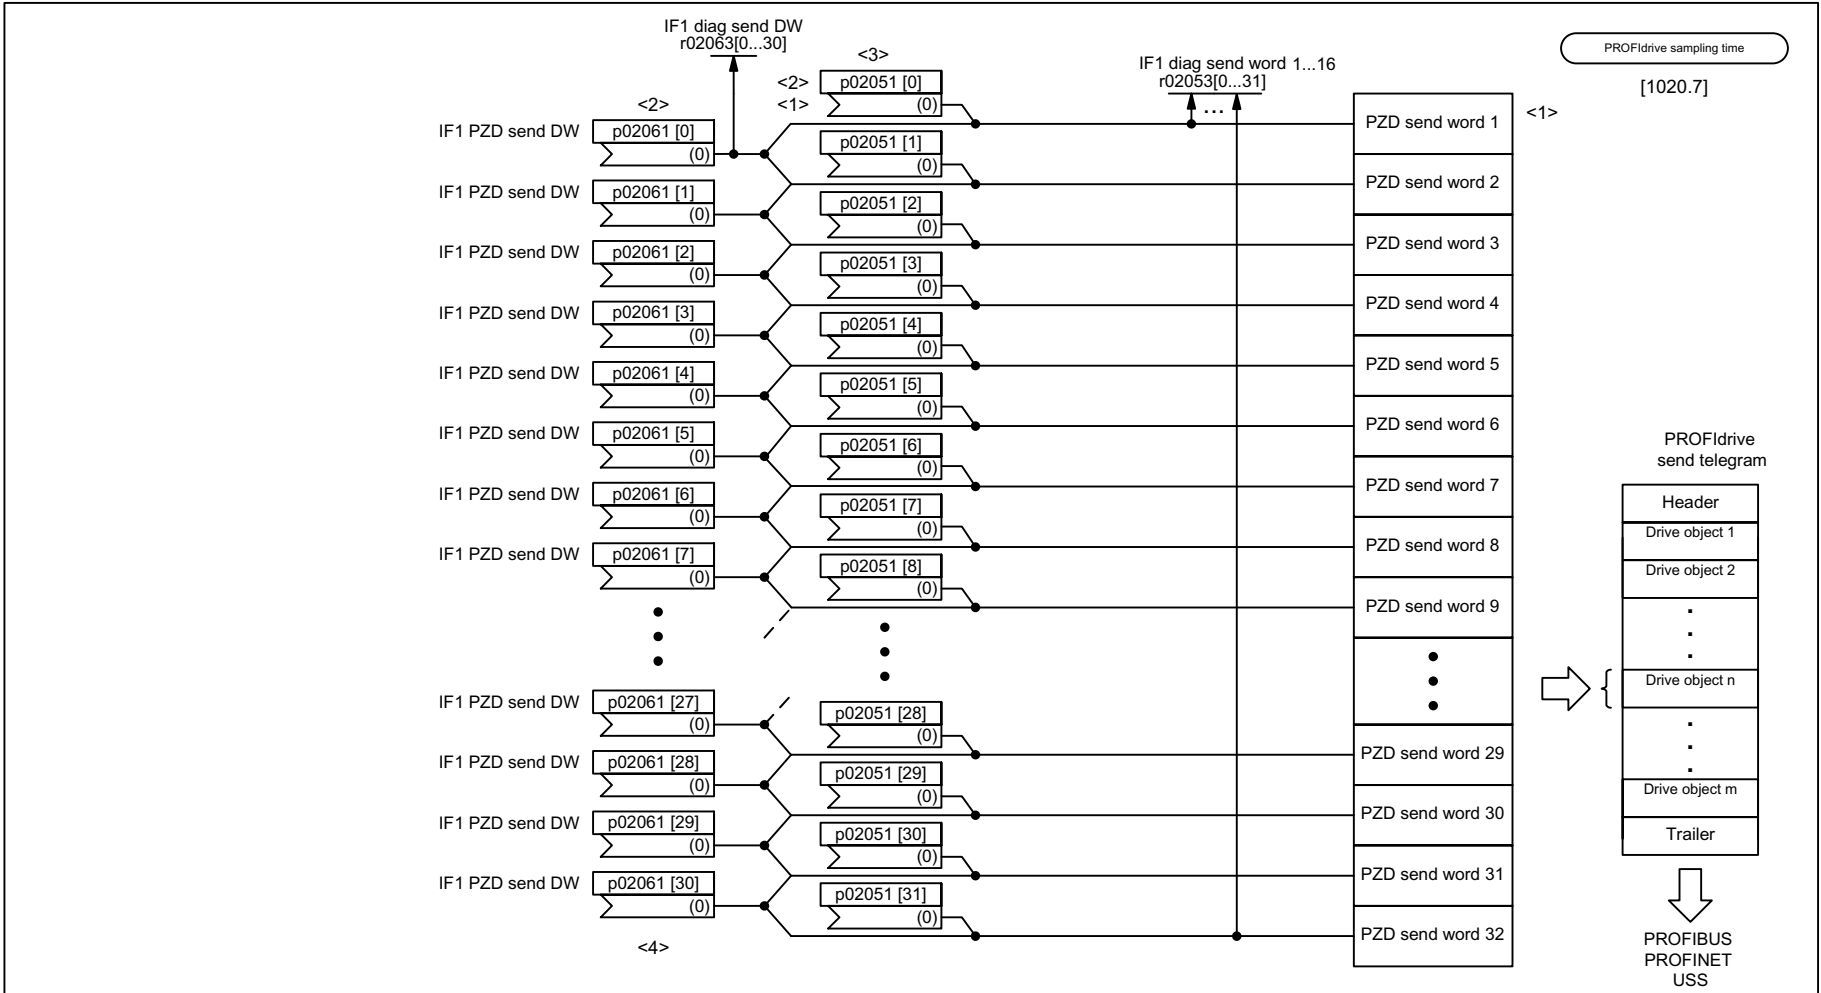 IF1 diag send DW
r02063[0...30]
IF1 diag send word 1...16
r02053[0...31]
PROFIdrive sampling time
[1020.7]
<3>
<2>
<1>
<2>
<1>
p02051 [0]
(0)
IF1 PZD send DW p02061 [0]
(0)
PZD send word 1
p02051 [1]
(0)
IF1 PZD send DW p02061 [1]
(0)
PZD send word 2
p02051 [2]
(0)
IF1 PZD send DW p02061 [2]
(0)
PZD send word 3
p02051 [3]
(0)
IF1 PZD send DW p02061 [3]
(0)
PZD send word 4
p02051 [4]
(0)
IF1 PZD send DW p02061 [4]
(0)
PZD send word 5
p02051 [5]
(0)
IF1 PZD send DW p02061 [5]
(0)
PZD send word 6
p02051 [6]
(0)
IF1 PZD send DW p02061 [6]
(0)
PZD send word 7
p02051 [7]
(0)
IF1 PZD send DW p02061 [7]
(0)
PZD send word 8
p02051 [8]
(0)
PZD send word 9
IF1 PZD send DW p02061 [27]
(0)
p02051 [28]
(0)
PZD send word 29
IF1 PZD send DW p02061 [28]
(0)
p02051 [29]
(0)
PZD send word 30
IF1 PZD send DW p02061 [29]
(0)
p02051 [30]
(0)
PZD send word 31
IF1 PZD send DW p02061 [30]
(0)
p02051 [31]
(0)
PZD send word 32
<4>
PROFIdrive
send telegram
Header
Drive object 1
Drive object 2
Drive object n
Drive object m
Trailer
PROFIBUS
PROFINET
USS